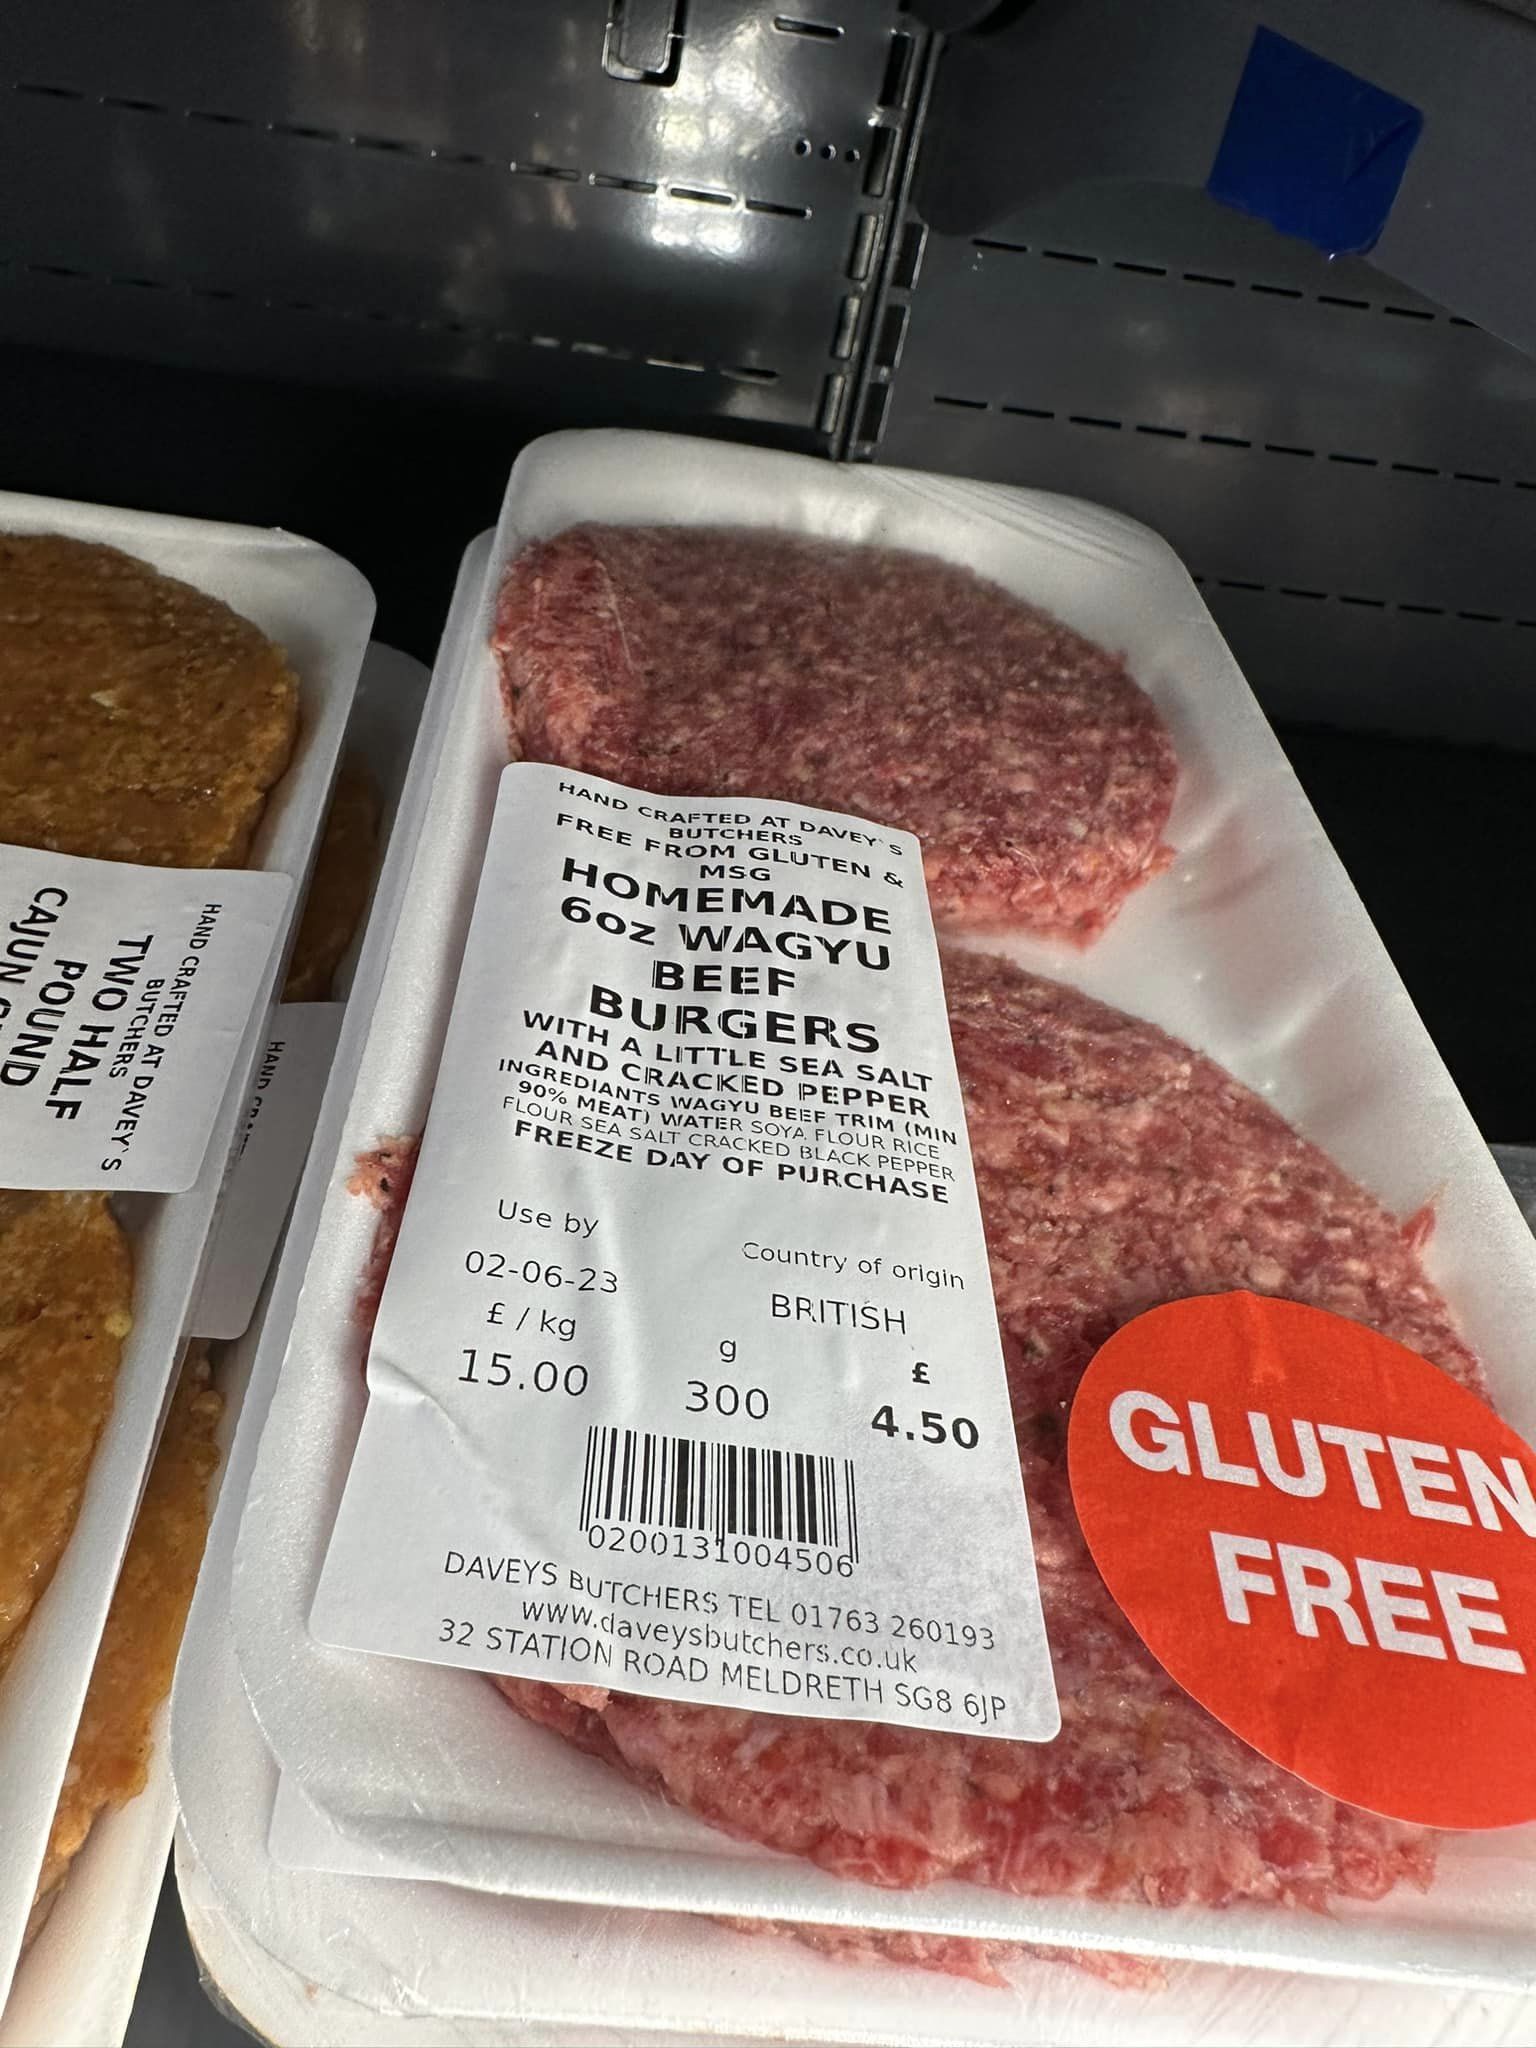 HAND CRAFTED AT DAVEY`S
BUTCHERS
FREE FROM GLUTEN &
MSG
HOMEMADE
6oz WAGYU
BEEF
BURGERS
WITH A LITTLE SEA SALT
AND CRACKED PEPPER
INGREDIANTS WAGYU BEEF TRIM (MIN
90% MEAT) WATER SOYA FLOUR RICE
FLOUR SEA SALT CRACKED BLACK PEPPER
FREEZE DAY OF PURCHASE
Use by
02-06-23
Country of origin
BRITISH
£ / kg
15.00
g
300
£
4.50
0200131004506
DAVEYS BUTCHERS TEL 01763 260193
www.daveysbutchers.co.uk
32 STATION ROAD MELDRETH SG8 6JP
GLUTEN
FREE
HAND CRAFTED AT DAVEY`S
BUTCHERS
TWO HALF
POUND
CAJUN
HAND